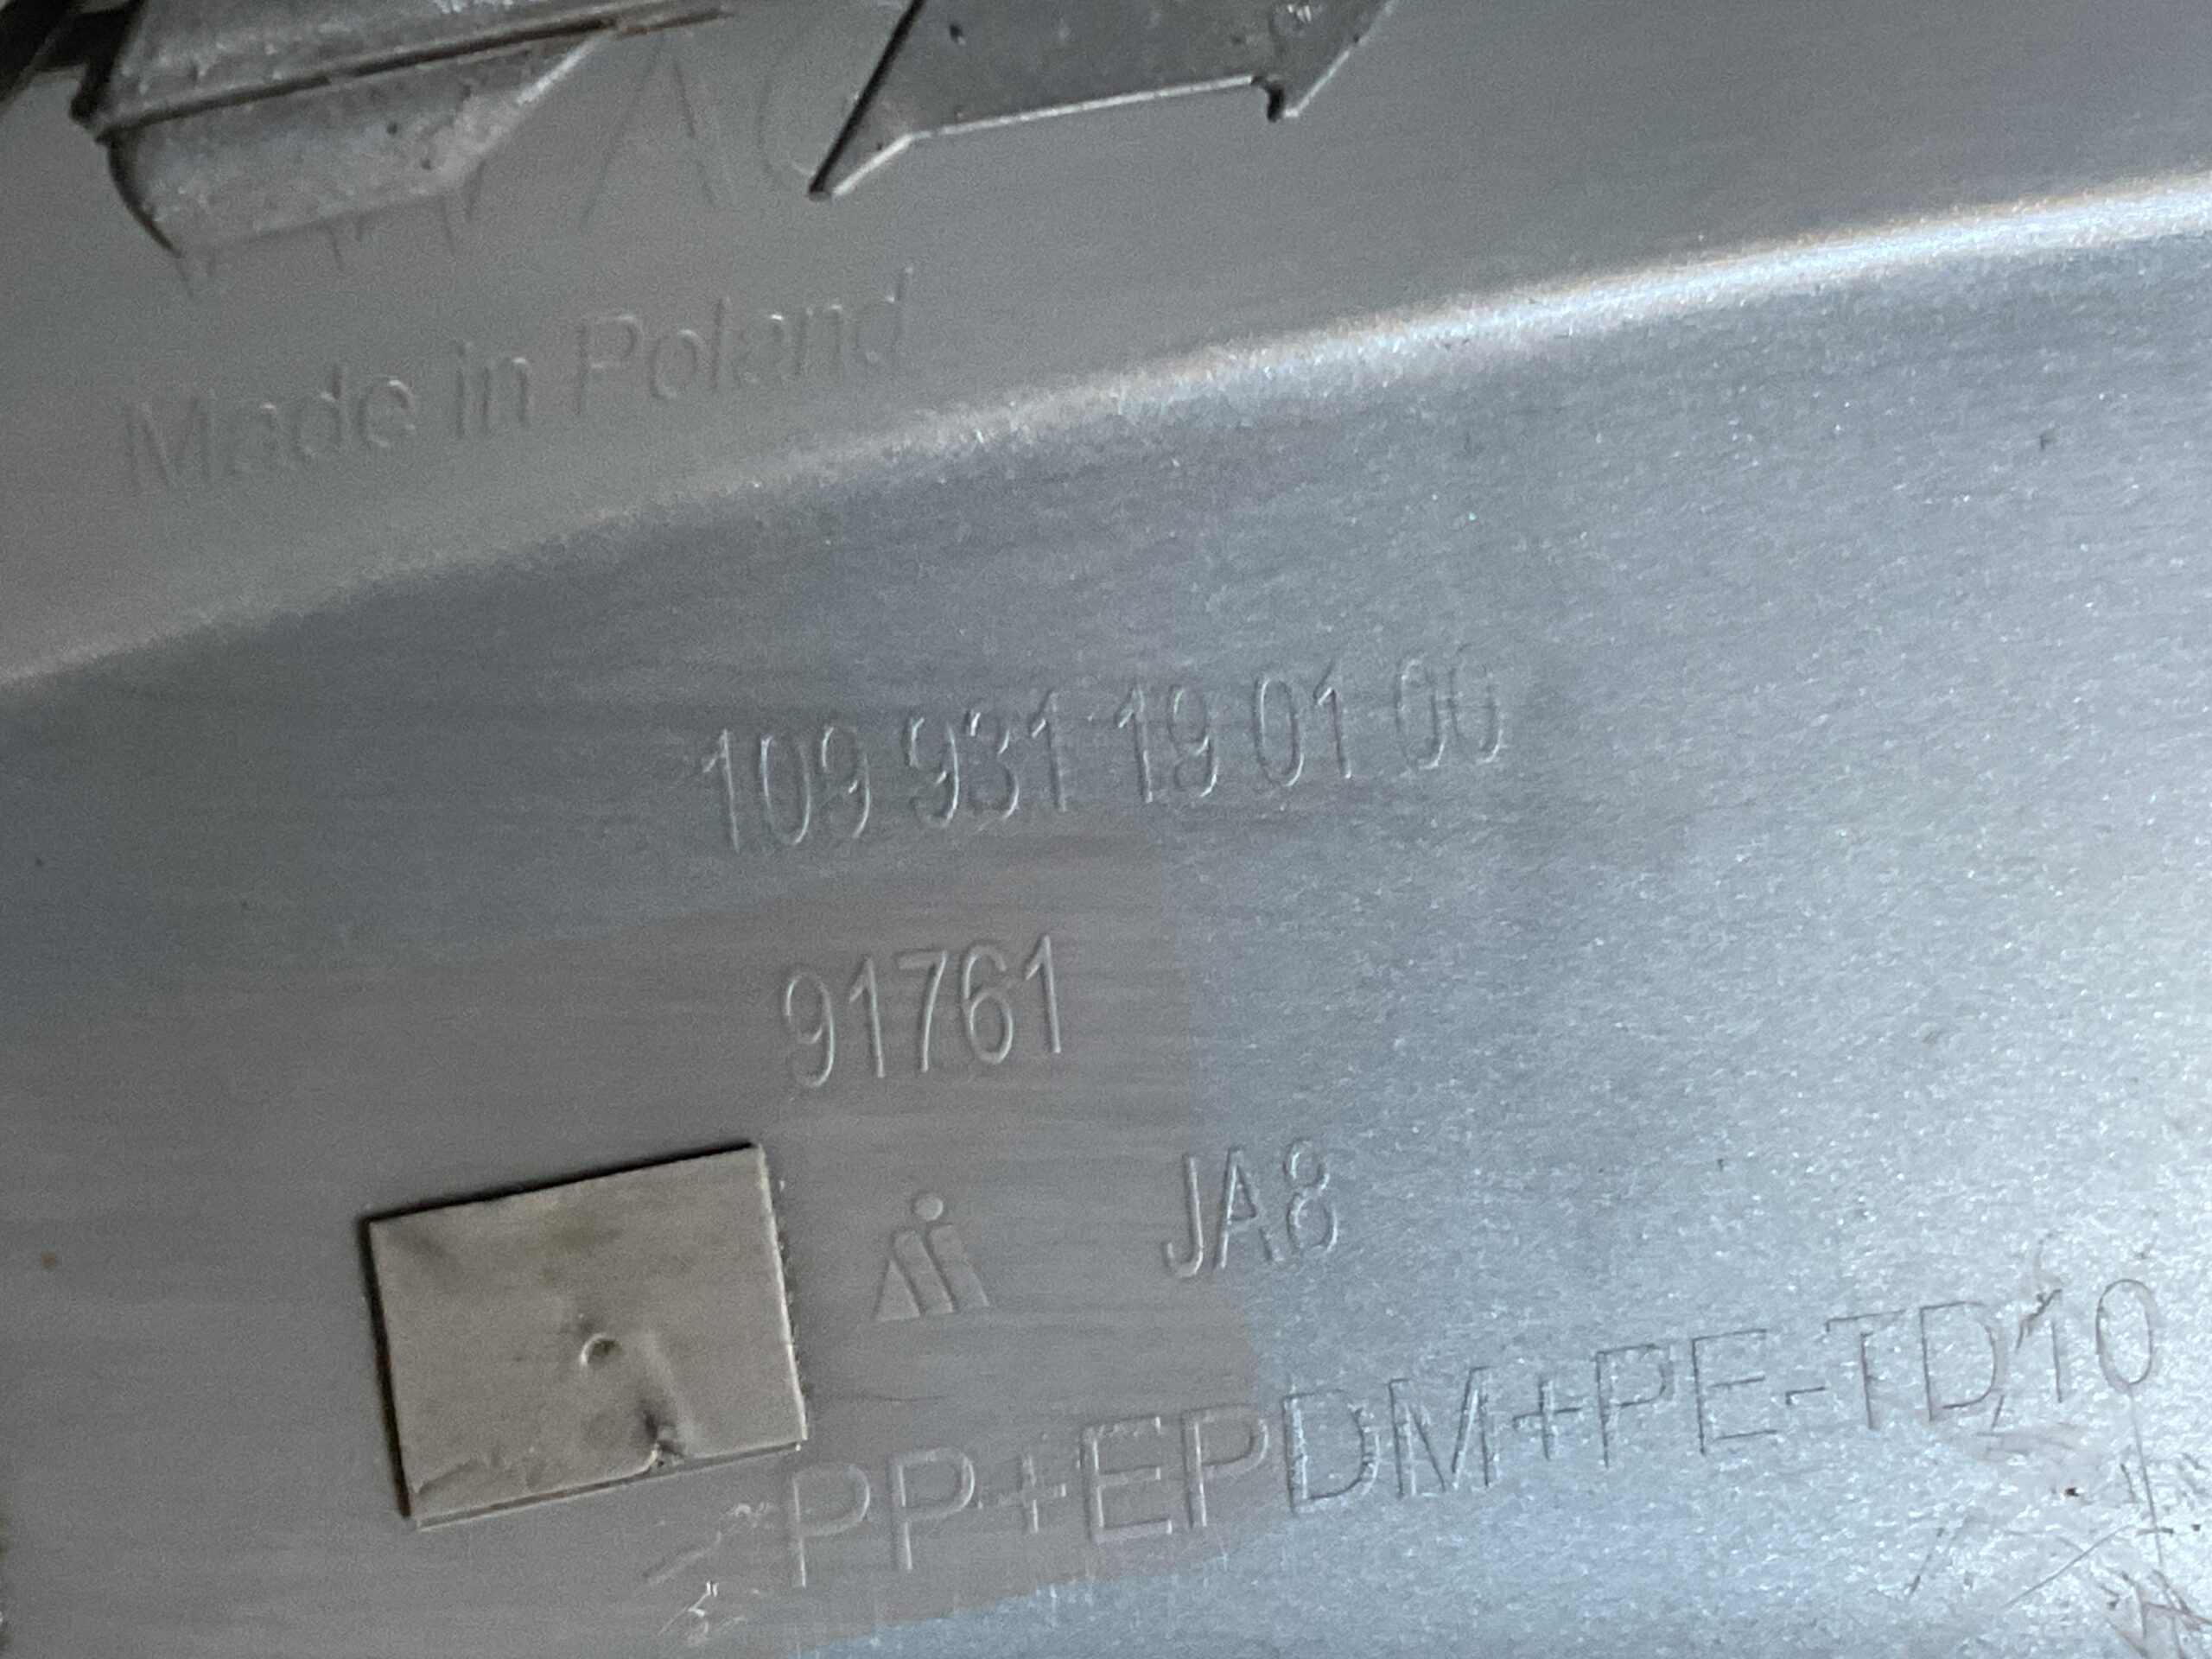 Made in Poland
109 931 19 01 00
91761
JA8
>PP+EPDM+PE-TD10